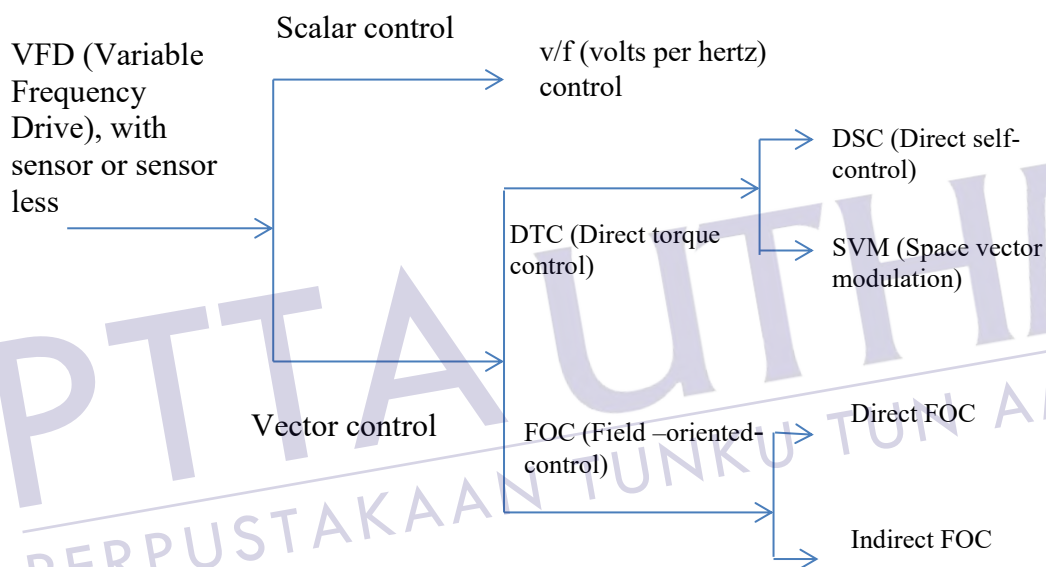 Scalar control
VFD (Variable
Frequency
Drive), with
sensor or sensor
less
v/f (volts per hertz)
control
DSC (Direct self-
control)
DTC (Direct torque
control)
SVM (Space vector
modulation)
Vector control
FOC (Field –oriented-
control)
Direct FOC
Indirect FOC
PTTA UTH
PERPUSTAKAAN TUNKU TUN A